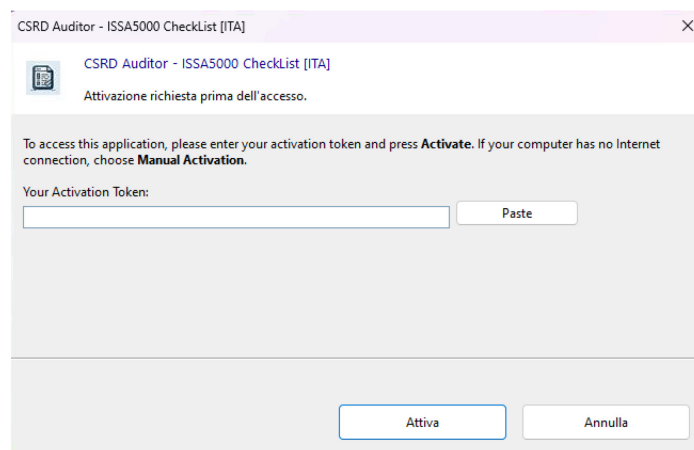 CSRD Auditor - ISSA5000 CheckList [ITA]
CSRD Auditor - ISSA5000 CheckList [ITA]
Attivazione richiesta prima dell'accesso.
To access this application, please enter your activation token and press Activate. If your computer has no Internet
connection, choose Manual Activation.
Your Activation Token:
Paste
Attiva
Annulla